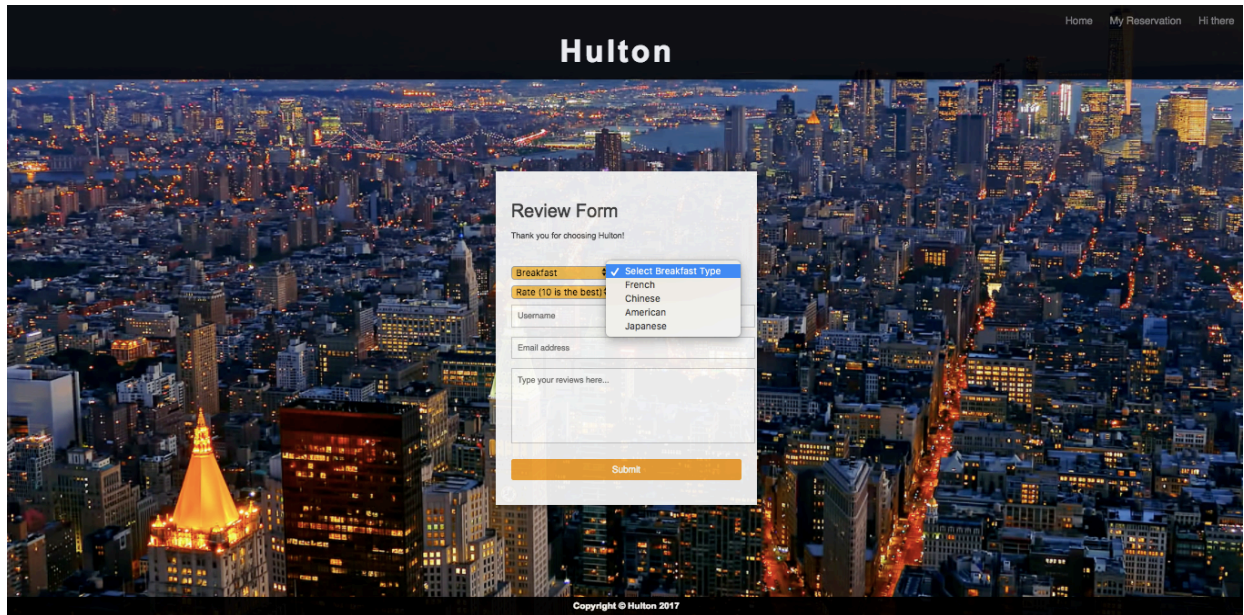 Home My Reservation Hi there
Hulton
Review Form
Thank you for choosing Hulton!
Breakfast ✓ Select Breakfast Type
French
Rate (10 is the best)
Chinese
American
Username
Japanese
Email address
Type your reviews here...
Submit
Copyright © Hulton 2017